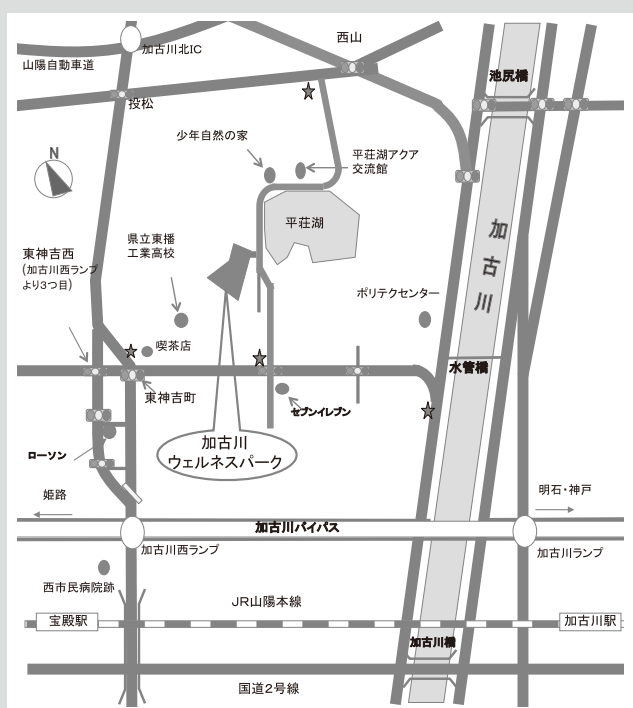 西山
加古川北IC
山陽自動車道
池尻橋
投松
少年自然の家
平荘湖アクア
交流館
N
平荘湖
加古川
県立東播
工業高校
東神吉西
(加古川西ランプ
より3つ目)
ポリテクセンター
喫茶店
水管橋
東神吉町
セブンイレブン
加古川
ウェルネスパーク
ローソン
姫路
明石・神戸
加古川バイパス
加古川西ランプ
加古川ランプ
西市民病院跡
JR山陽本線
宝殿駅
加古川駅
加古川橋
国道2号線